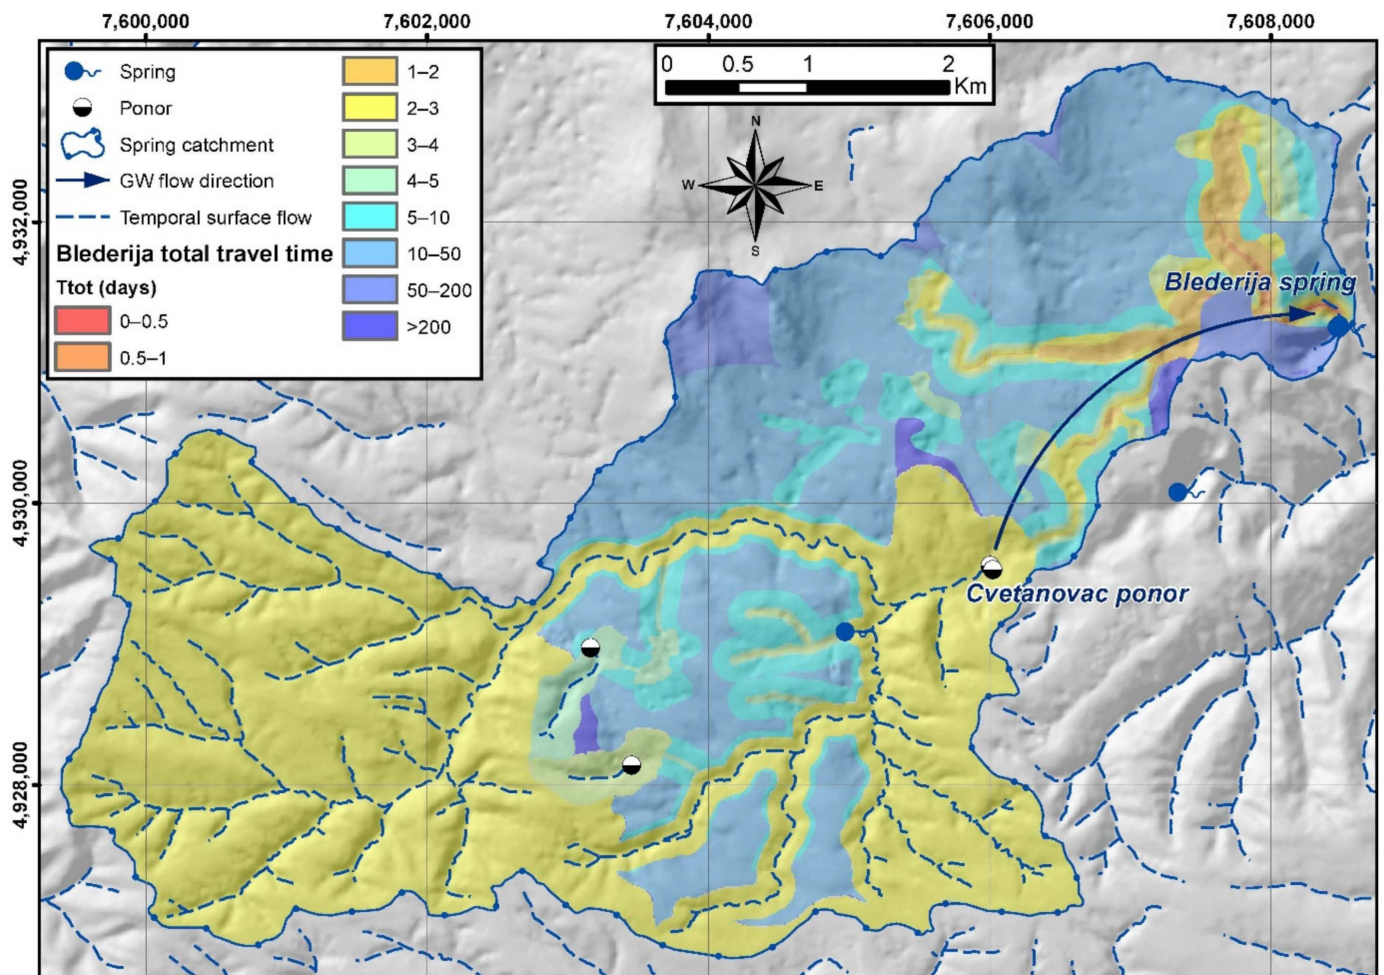 7,600,000
7,602,000
7,604,000
7,606,000
7,608,000
Spring
Ponor
Spring catchment
GW flow direction
Temporal surface flow
Blederija total travel time
Ttot (days)
0–0.5
0.5–1
1–2
2–3
3–4
4–5
5–10
10–50
50–200
>200
0 0.5 1 2
Km
N
W E
S
4,932,000
4,930,000
4,928,000
Blederija spring
Cvetanovac ponor